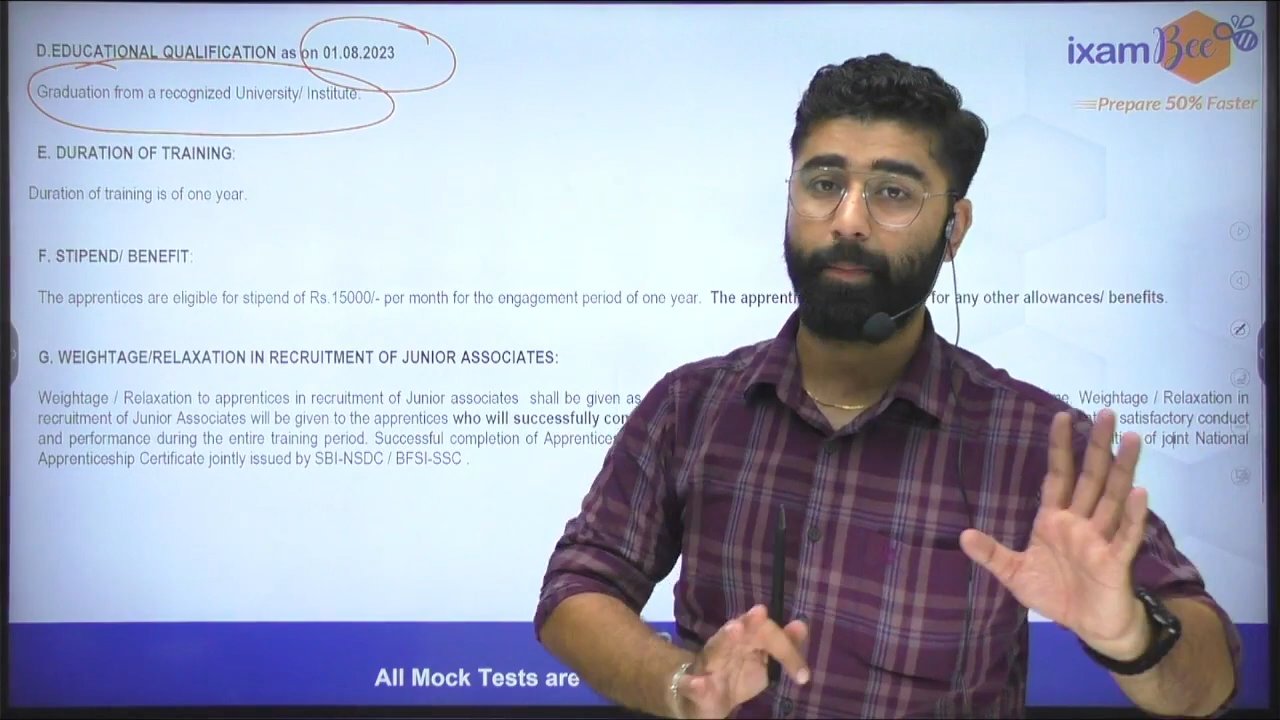 D.EDUCATIONAL QUALIFICATION as on 01.08.2023
ixamBee
Graduation from a recognized University/ Institute.
Prepare 50% Faster
E. DURATION OF TRAINING:
Duration of training is of one year.
F. STIPEND/ BENEFIT:
The apprentices are eligible for stipend of Rs.15000/- per month for the engagement period of one year. The apprenti for any other allowances/ benefits.
G. WEIGHTAGE/RELAXATION IN RECRUITMENT OF JUNIOR ASSOCIATES:
Weightage / Relaxation to apprentices in recruitment of Junior associates shall be given as Weightage / Relaxation in
recruitment of Junior Associates will be given to the apprentices who will successfully con satisfactory conduct
and performance during the entire training period. Successful completion of Apprentices of joint National
Apprenticeship Certificate jointly issued by SBI-NSDC / BFSI-SSC .
All Mock Tests are